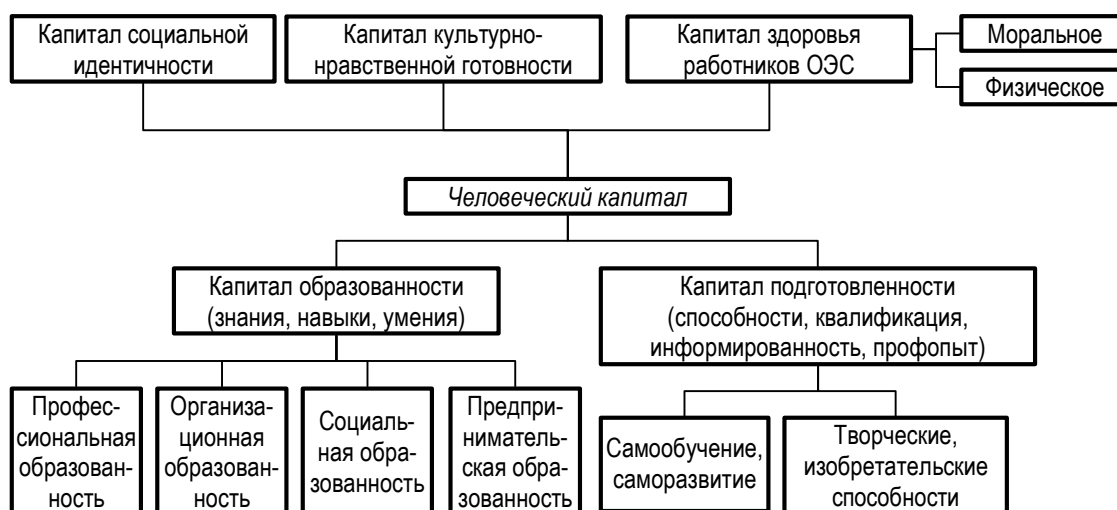 Капитал социальной
идентичности
Капитал культурно-
нравственной готовности
Капитал здоровья
работников ОЭС
Моральное
Физическое
Человеческий капитал
Капитал образованности
(знания, навыки, умения)
Капитал подготовленности
(способности, квалификация,
информированность, профопыт)
Профес-
сиональная
образован-
ность
Организа-
ционная
образован-
ность
Социаль-
ная обра-
зованность
Предпри-
ниматель-
ская обра-
зованность
Самообучение,
саморазвитие
Творческие,
изобретательские
способности